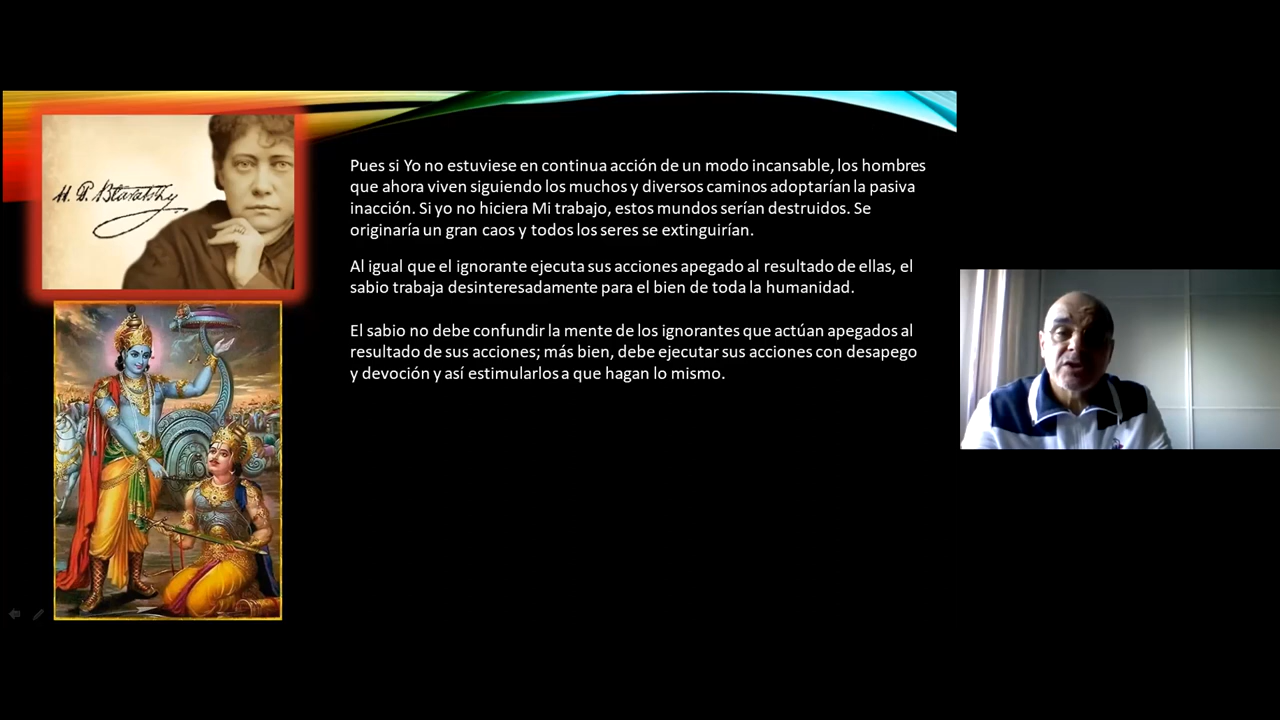 H. P. Blavatsky
Pues si Yo no estuviese en continua acción de un modo incansable, los hombres
que ahora viven siguiendo los muchos y diversos caminos adoptarían la pasiva
inacción. Si yo no hiciera Mi trabajo, estos mundos serían destruidos. Se
originaría un gran caos y todos los seres se extinguirían.
Al igual que el ignorante ejecuta sus acciones apegado al resultado de ellas, el
sabio trabaja desinteresadamente para el bien de toda la humanidad.
El sabio no debe confundir la mente de los ignorantes que actúan apegados al
resultado de sus acciones; más bien, debe ejecutar sus acciones con desapego
y devoción y así estimularlos a que hagan lo mismo.